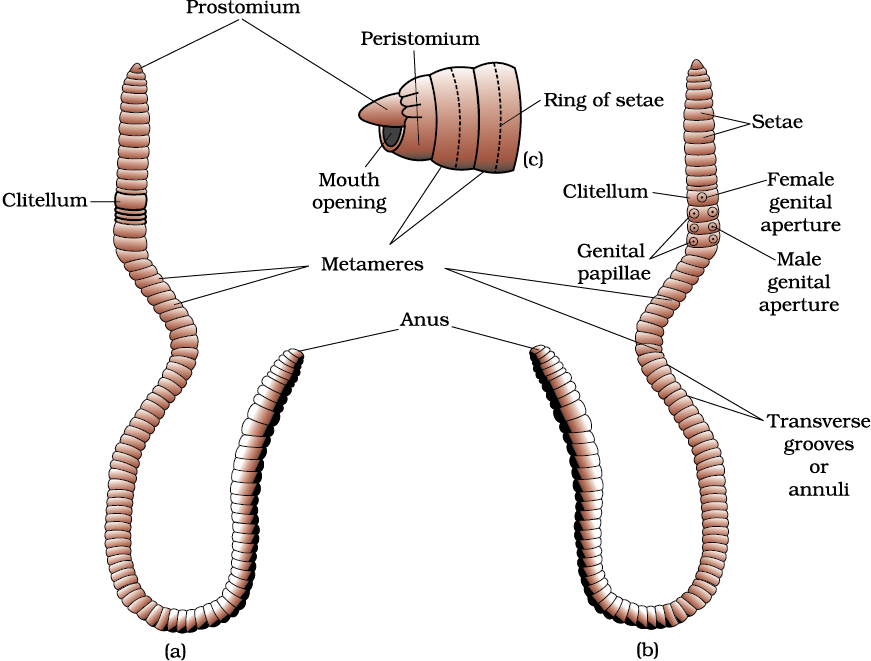 Prostomium
Peristomium
Ring of setae
(c)
Mouth
opening
Setae
Clitellum
Clitellum
Female
genital
aperture
Genital
papillae
Male
genital
aperture
Metameres
Anus
Transverse
grooves
or
annuli
(a)
(b)